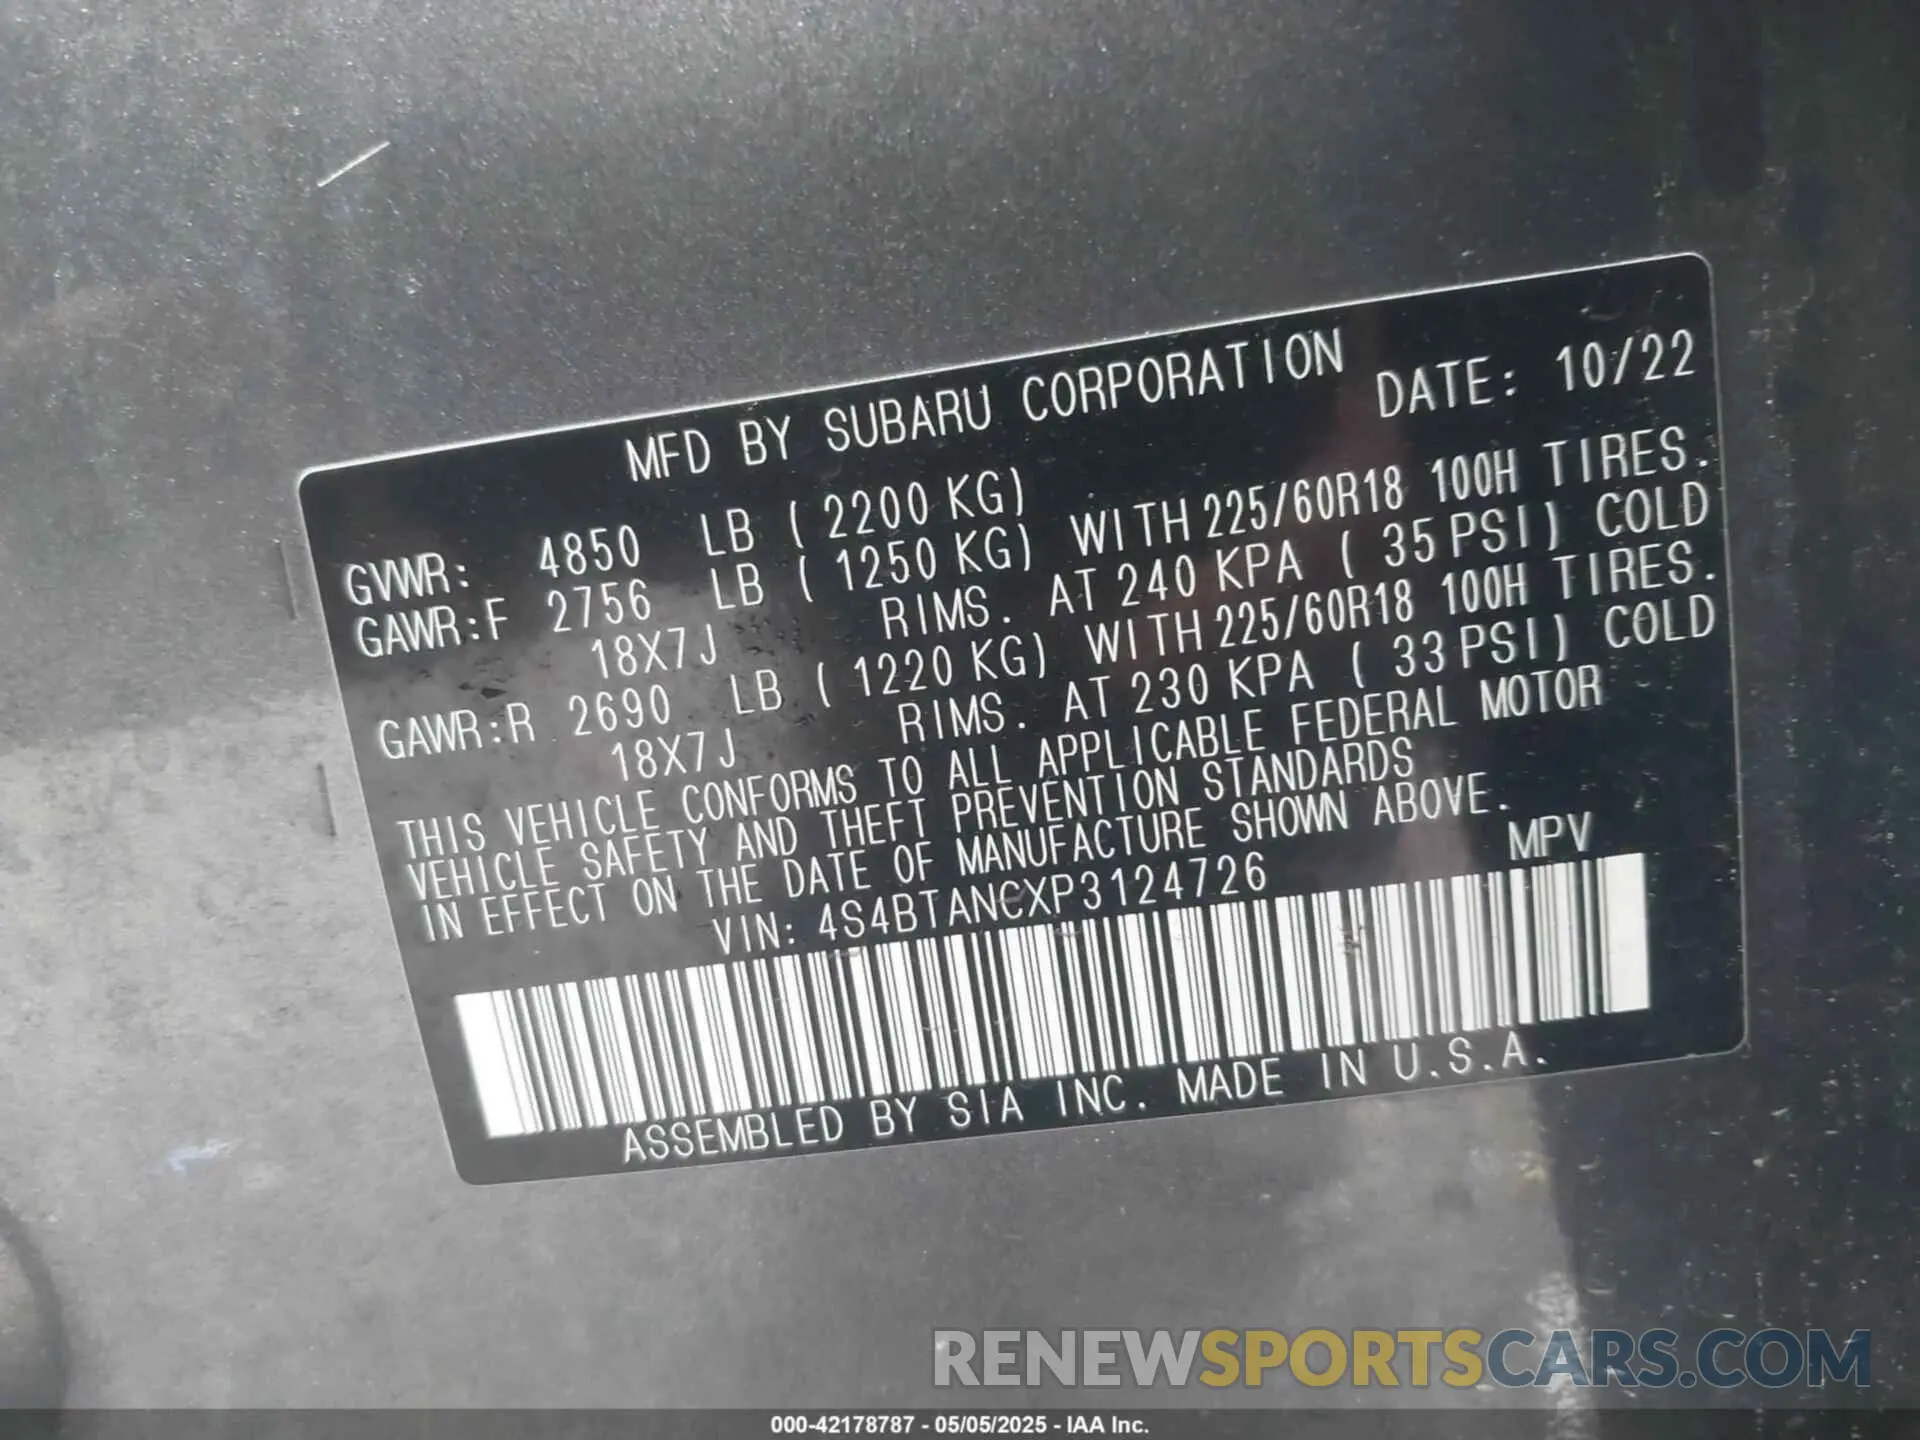 MFD BY SUBARU CORPORATION DATE: 10/22
GVWR: 4850 LB ( 2200 KG)
GAWR:F 2756 LB ( 1250 KG) WITH 225/60R18 100H TIRES.
18X7J RIMS. AT 240 KPA ( 35 PSI) COLD
GAWR:R 2690 LB ( 1220 KG) WITH 225/60R18 100H TIRES.
18X7J RIMS. AT 230 KPA ( 33 PSI) COLD
THIS VEHICLE CONFORMS TO ALL APPLICABLE FEDERAL MOTOR
VEHICLE SAFETY AND THEFT PREVENTION STANDARDS
IN EFFECT ON THE DATE OF MANUFACTURE SHOWN ABOVE.
VIN: 4S4BTANCXP3124726 MPV
ASSEMBLED BY SIA INC. MADE IN U.S.A.
RENEWSPORTSCARS.COM
000-42178787 - 05/05/2025 - IAA Inc.